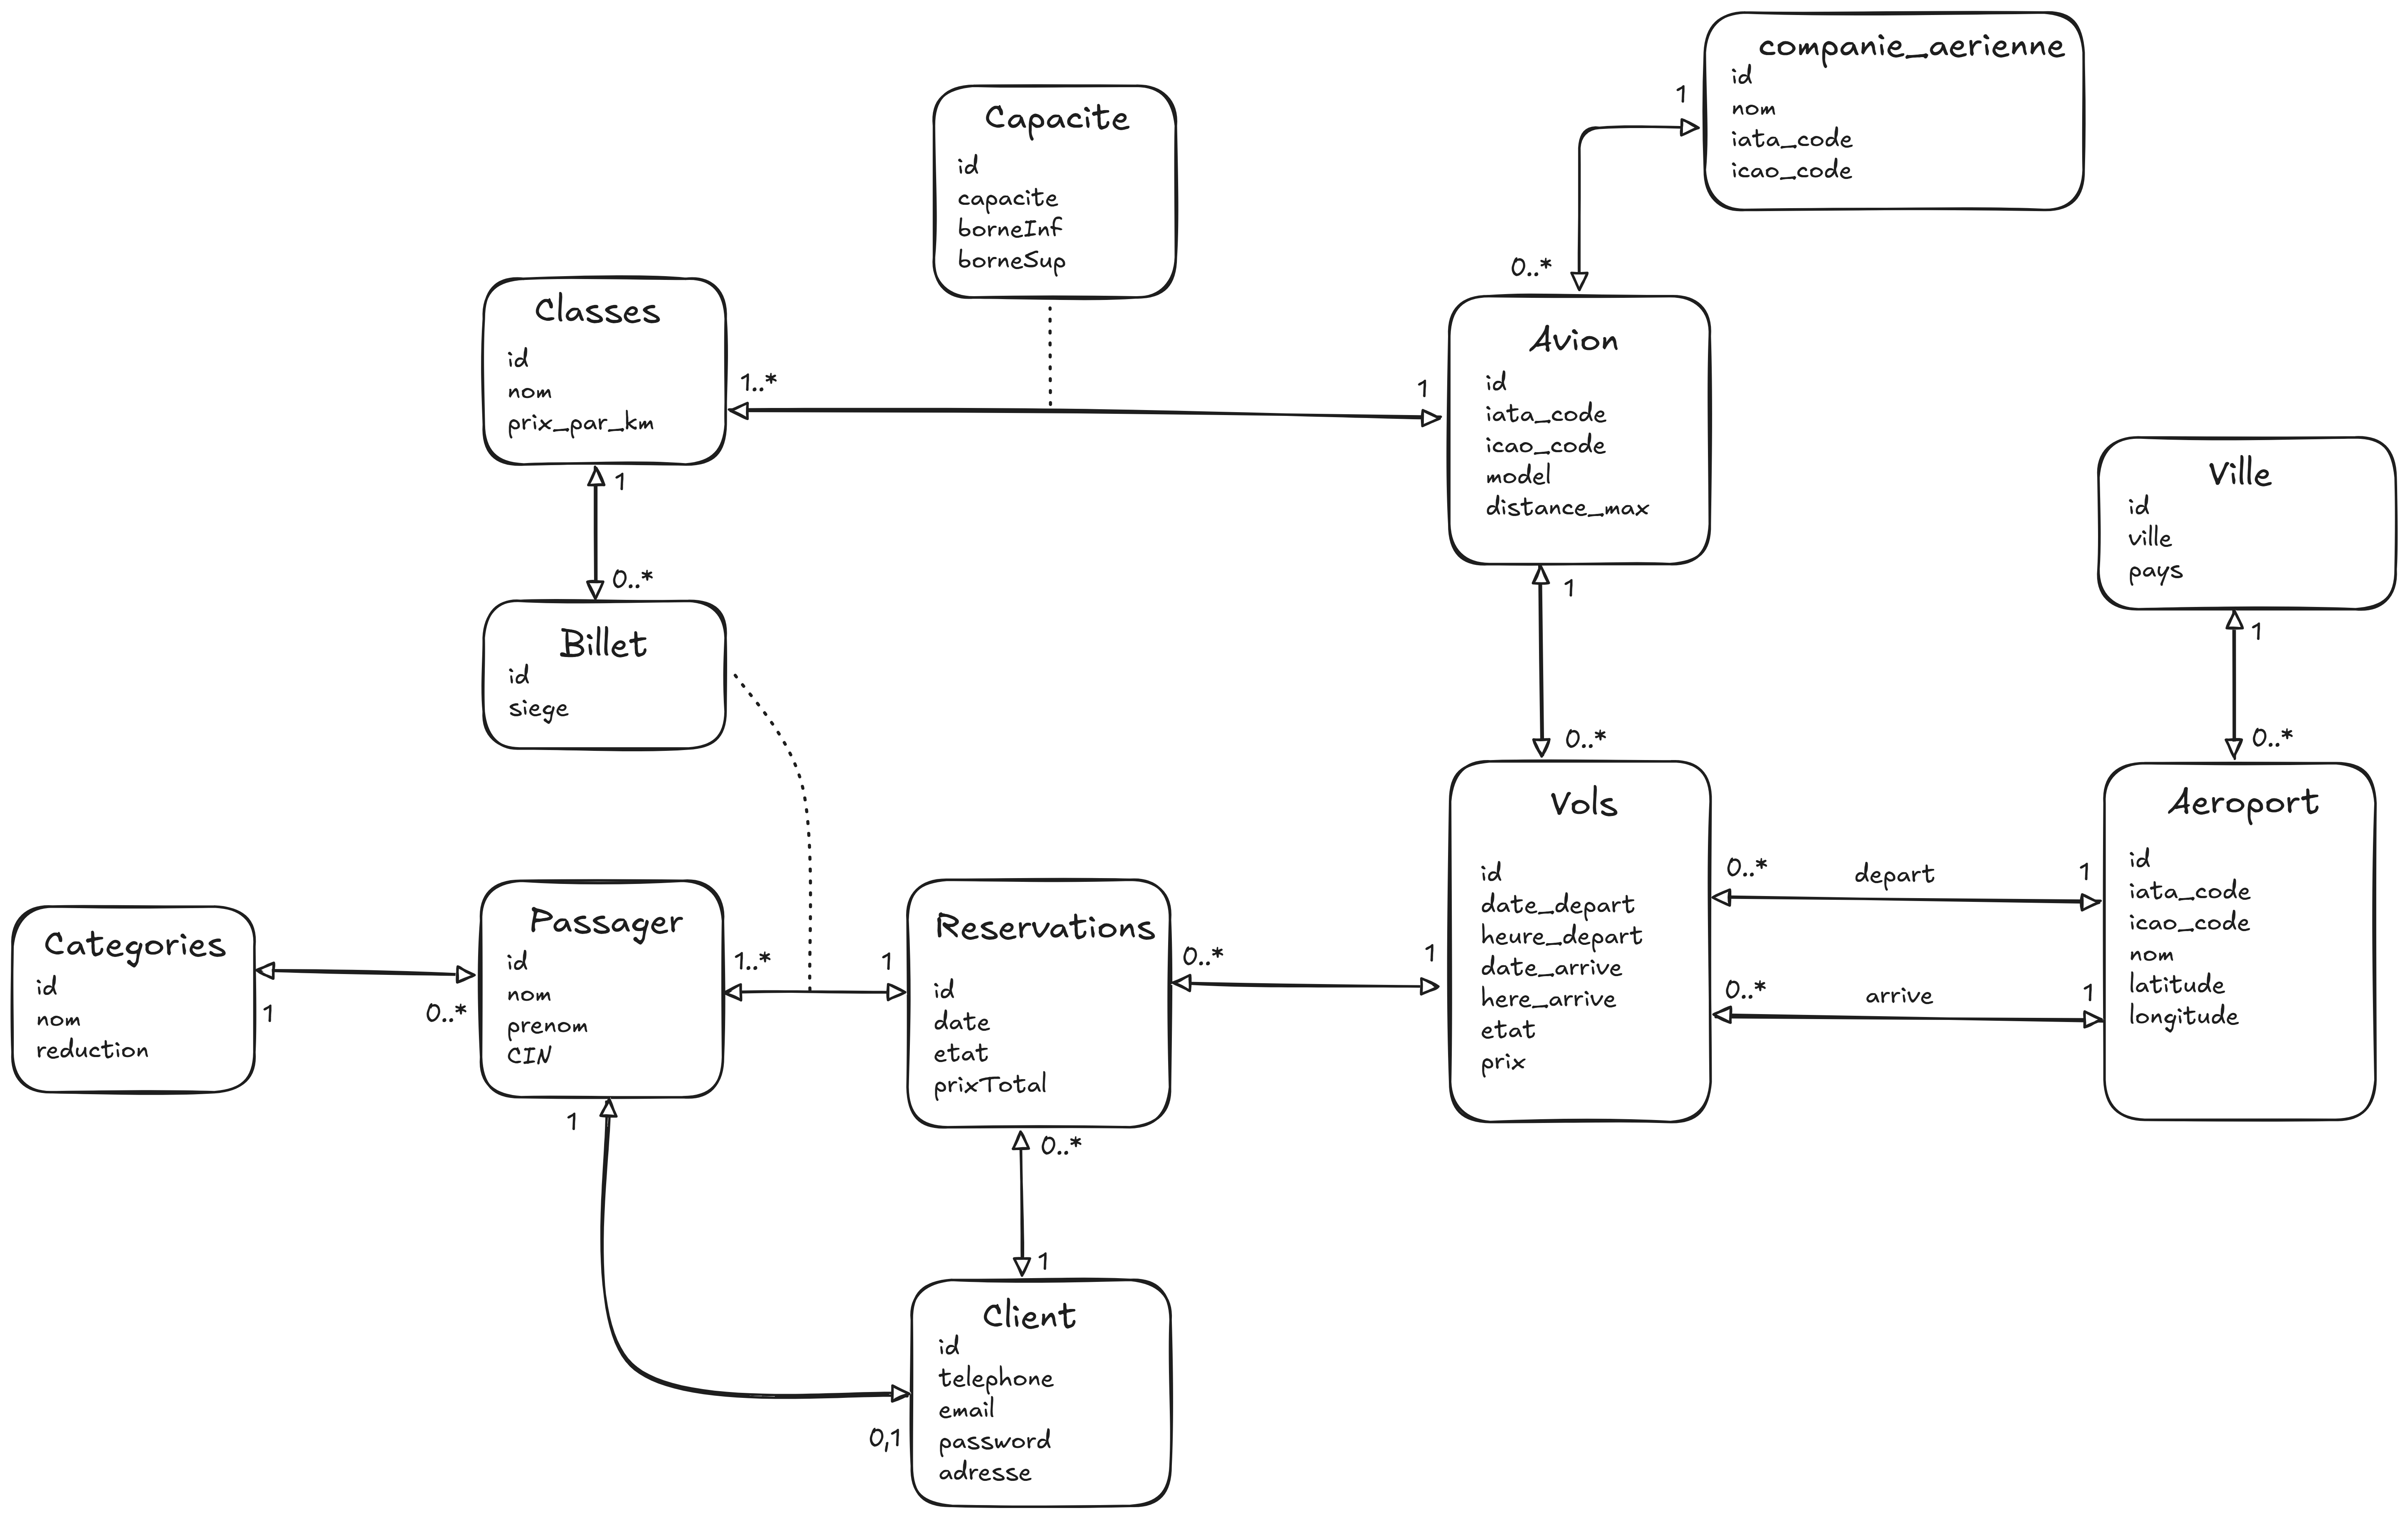 companie_aerienne
id
nom
iata_code
icao_code
1
0..*
Capacite
id
capacite
borneInf
borneSup
Classes
id
nom
prix_par_km
1..*
1
Avion
id
iata_code
icao_code
model
distance_max
Ville
id
ville
pays
1
0..*
1
0..*
1
0..*
Billet
id
siege
Categories
id
nom
reduction
1
0..*
Passager
id
nom
prenom
CIN
1..*
1
Reservations
id
date
etat
prixTotal
0..*
1
Vols
id
date_depart
heure_depart
date_arrive
here_arrive
etat
prix
0..*
depart
1
0..*
arrive
1
Aeroport
id
iata_code
icao_code
nom
latitude
longitude
1
0..*
1
0,1
Client
id
telephone
email
password
adresse